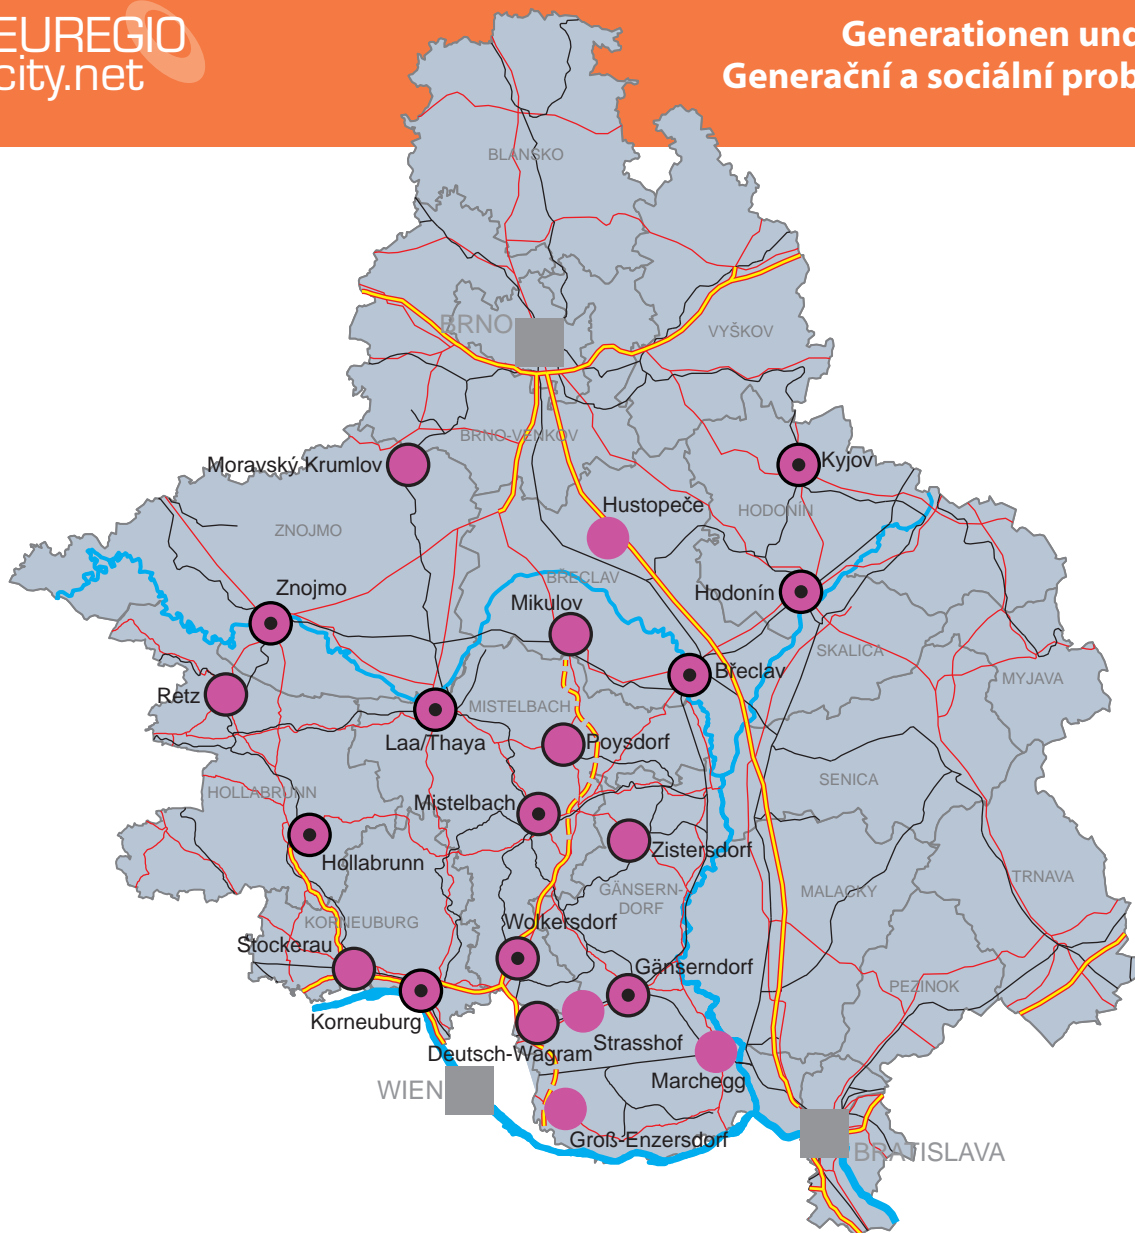 EUREGIO
city.net
Generationen und
Generační a sociální prob
BLANSKO
BRNO
VYŠKOV
BRNO-VENKOV
Moravský Krumlov
Kyjov
Hustopeče
HODONÍN
ZNOJMO
BŘECLAV
Znojmo
Mikulov
Hodonín
SKALICA
Břeclav
MYJAVA
Retz
MISTELBACH
Laa/Thaya
Poysdorf
SENICA
HOLLABRUNN
Mistelbach
Zistersdorf
Hollabrunn
TRNAVA
GÄNSERN-
DORF
MALACKY
KORNEUBURG
Wolkersdorf
Stockerau
Gänserndorf
PEZINOK
Korneuburg
Strasshof
Deutsch-Wagram
Marchegg
WIEN
Groß-Enzersdorf
BRATISLAVA